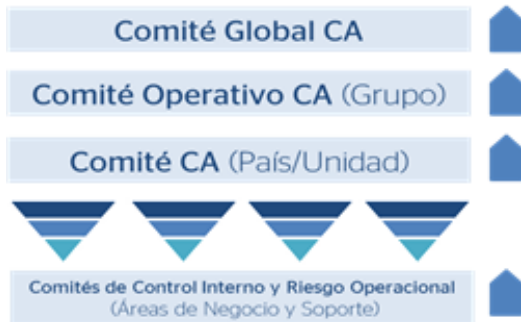 Comité Global CA
Comité Operativo CA (Grupo)
Comité CA (País/Unidad)
Comités de Control Interno y Riesgo Operacional
(Áreas de Negocio y Soporte)